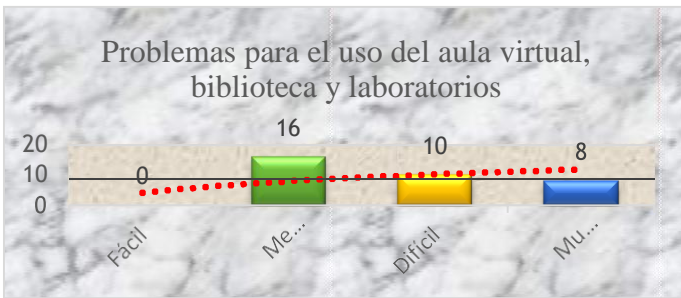 Problemas para el uso del aula virtual,
biblioteca y laboratorios
16
20
10
8
10
0
0
Fácil
Me...
Difícil
Mu...